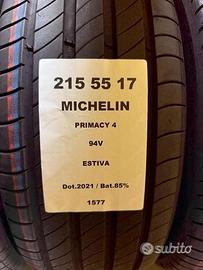 215 55 17
MICHELIN
PRIMACY 4
94V
ESTIVA
Dot.2021 / Bat.85%
1577
subito